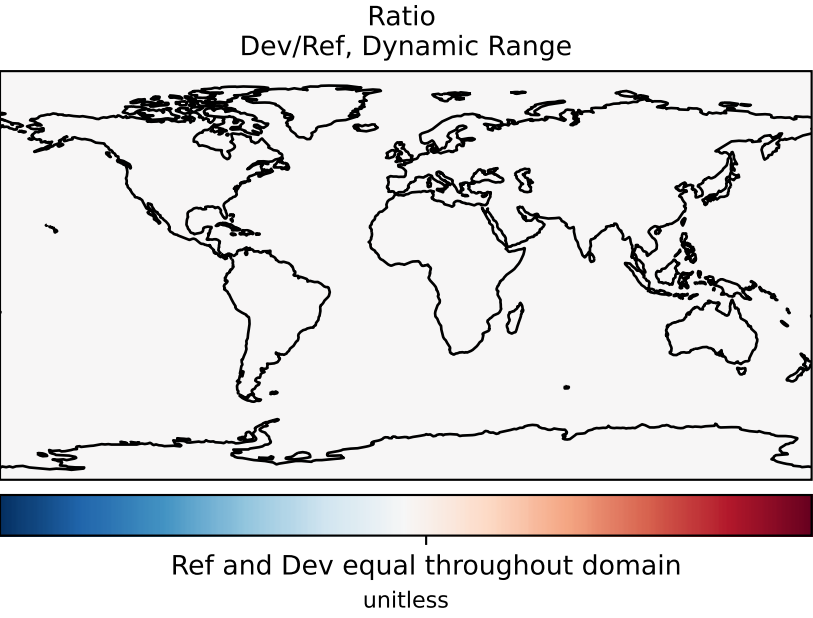 Ratio
Dev/Ref, Dynamic Range
Ref and Dev equal throughout domain
unitless